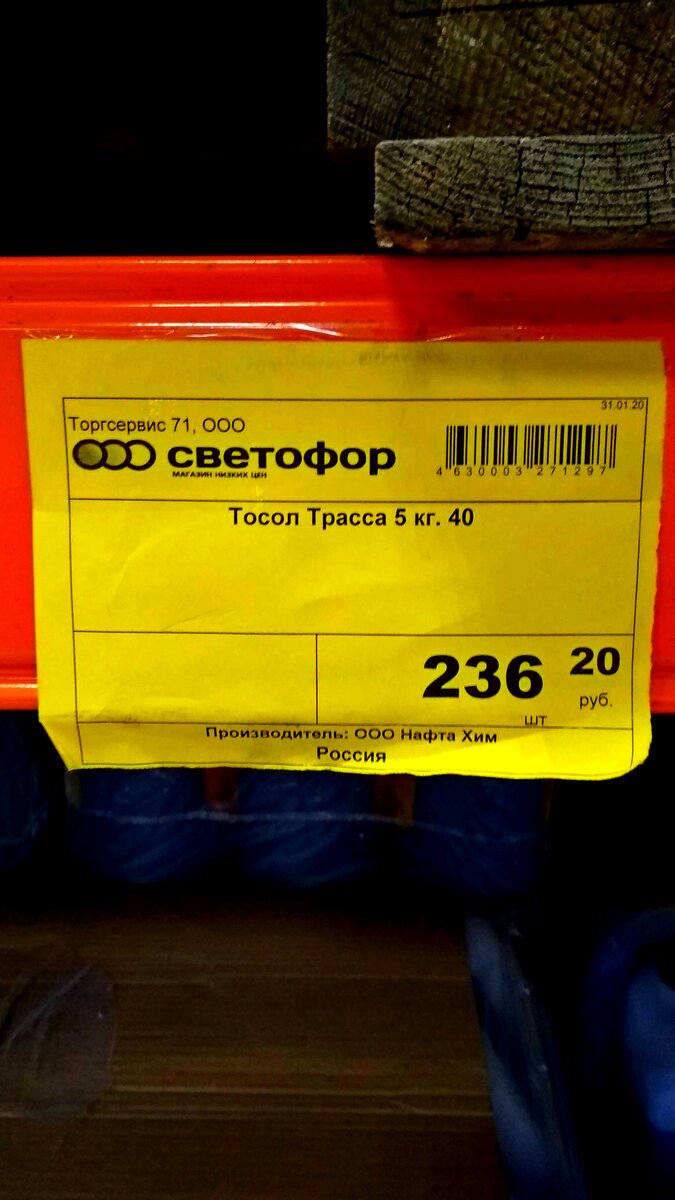 31.01.20
Торгсервис 71, ООО
светофор
МАГАЗИН НИЗКИХ ЦЕН
4 630003 271297
Тосол Трасса 5 кг. 40
236 20
руб.
шт
Производитель: ООО Нафта Хим
Россия